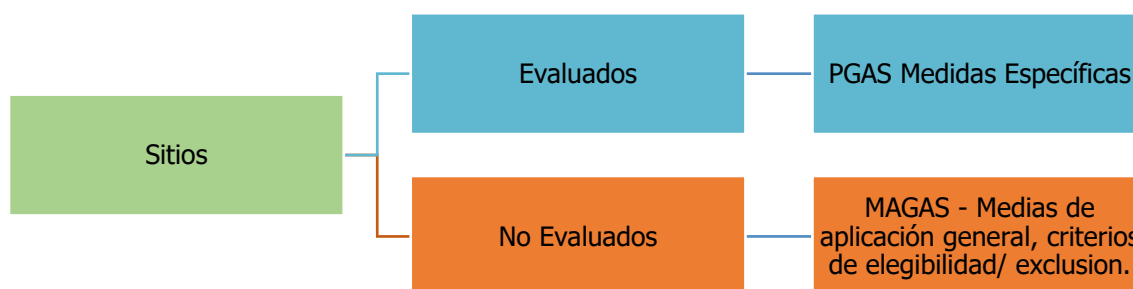 Evaluados
PGAS Medidas Específicas
Sitios
No Evaluados
MAGAS - Medias de
aplicación general, criterios
de elegibilidad/ exclusion.